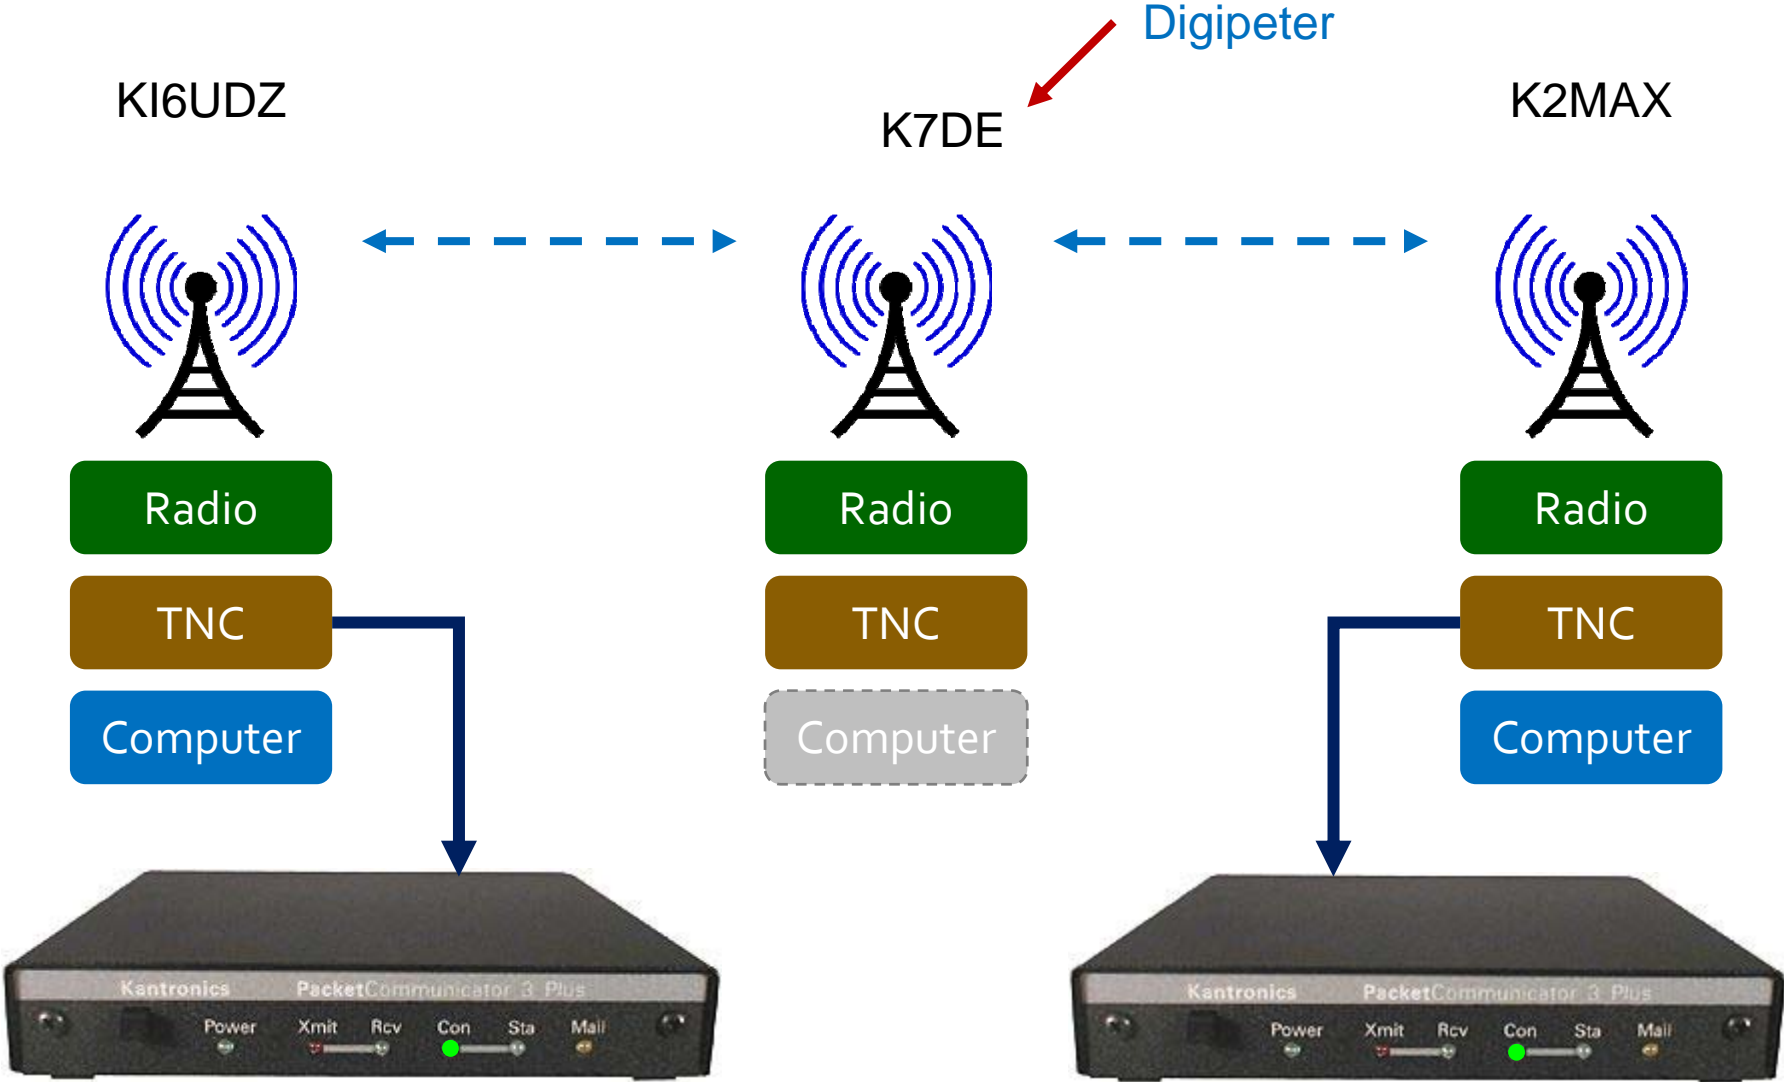 Digipeter
KI6UDZ
K7DE
K2MAX
Radio
Radio
Radio
TNC
TNC
TNC
Computer
Computer
Computer
Kantronics PacketCommunicator 3 Plus
Power Xmit Rcv Con Sta Mail
Kantronics PacketCommunicator 3 Plus
Power Xmit Rcv Con Sta Mail